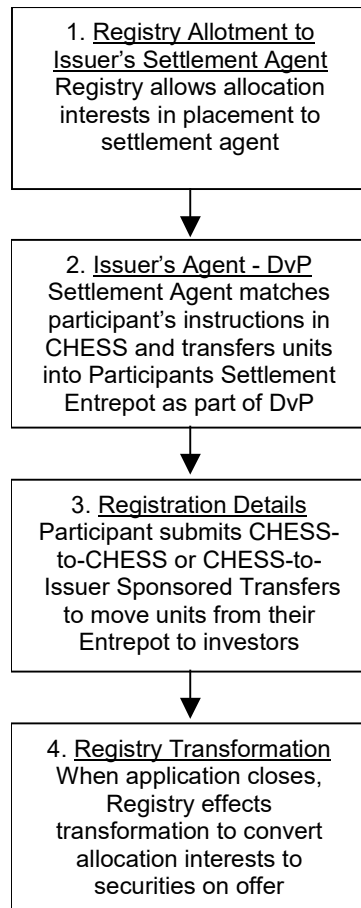 1. Registry Allotment to
Issuer's Settlement Agent
Registry allows allocation
interests in placement to
settlement agent
2. Issuer's Agent - DvP
Settlement Agent matches
participant's instructions in
CHESS and transfers units
into Participants Settlement
Entrepot as part of DvP
3. Registration Details
Participant submits CHESS-
to-CHESS or CHESS-to-
Issuer Sponsored Transfers
to move units from their
Entrepot to investors
4. Registry Transformation
When application closes,
Registry effects
transformation to convert
allocation interests to
securities on offer